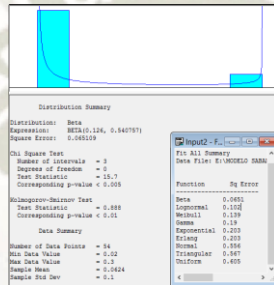 Distribution Summary
Distribution: Beta
Expression: BETA(0.126, 0.540757)
Square Error: 0.065109
Chi Square Test
Number of intervals = 3
Degrees of freedom = 0
Test Statistic = 15.7
Corresponding p-value < 0.005
Kolmogorov-Smirnov Test
Test Statistic = 0.888
Corresponding p-value < 0.01
Data Summary
Number of Data Points = 54
Min Data Value = 0.02
Max Data Value = 0.3
Sample Mean = 0.0624
Sample Std Dev = 0.1
Input2 - F...
Fit All Summary
Data File: E:\MODELO SABA
Function Sq Error
Beta 0.0651
Lognormal 0.102
Weibull 0.139
Gamma 0.19
Exponential 0.203
Erlang 0.203
Normal 0.556
Triangular 0.567
Uniform 0.605